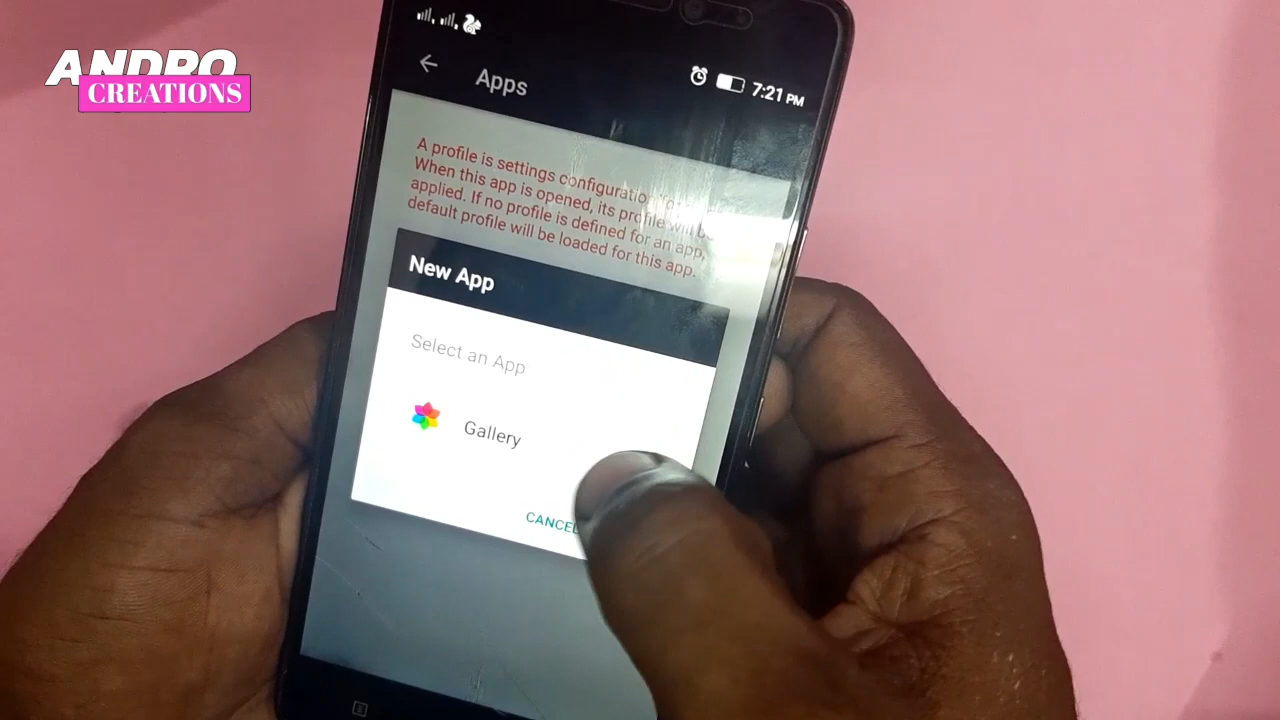 ANDRO
CREATIONS
7:21 PM
Apps
A profile is settings configuration
When this app is opened, its profile will
applied. If no profile is defined for an app,
default profile will be loaded for this app.
New App
Select an App
Gallery
CANCEL